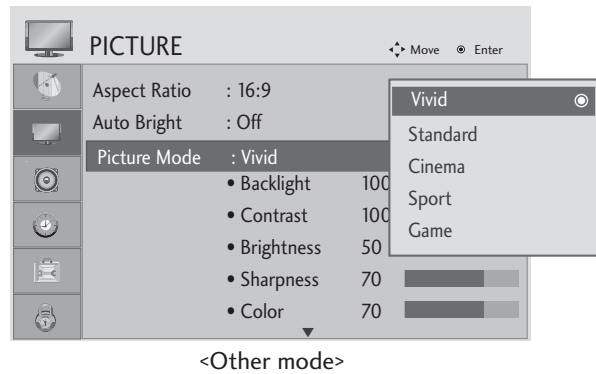 PICTURE
Move Enter
Aspect Ratio : 16:9
Auto Bright : Off
Picture Mode : Vivid
• Backlight 100
• Contrast 100
• Brightness 50
• Sharpness 70
• Color 70
Vivid
Standard
Cinema
Sport
Game
<Other mode>